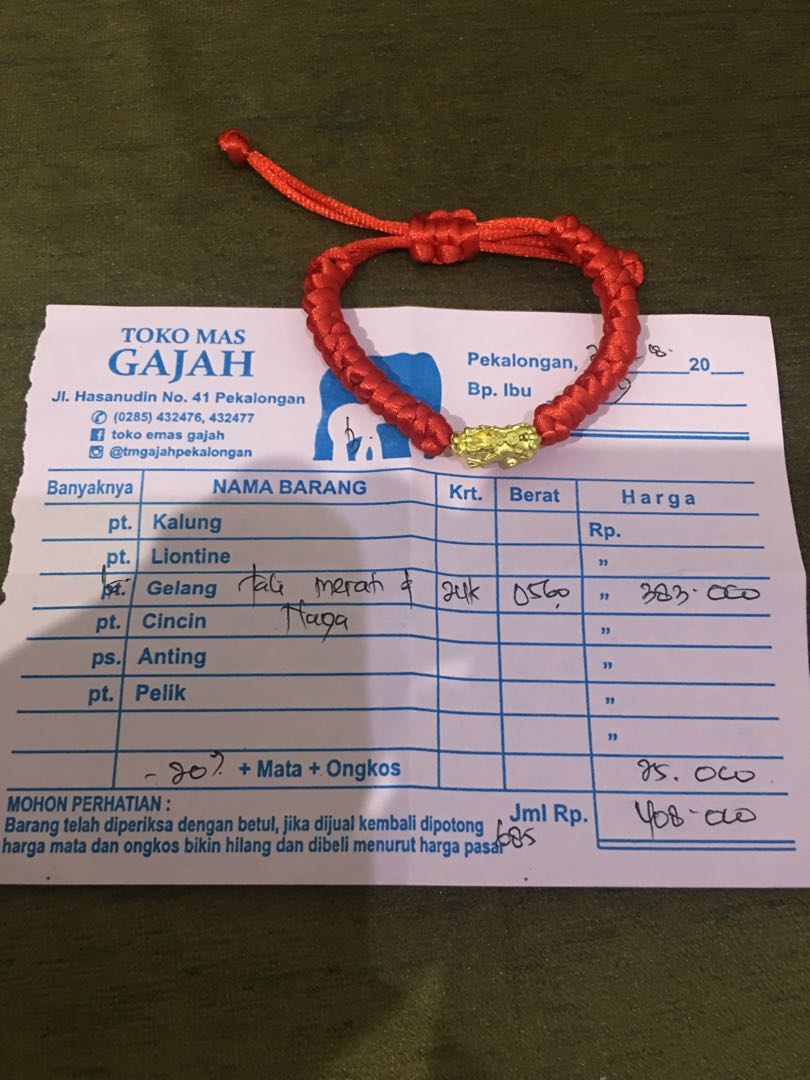 TOKO MAS
GAJAH
Jl. Hasanudin No. 41 Pekalongan
(0285) 432476, 432477
toko emas gajah
@tmgajahpekalongan
Pekalongan, 20
Bp. Ibu
Banyaknya NAMA BARANG Krt. Berat Harga
pt. Kalung Rp.
pt. Liontine "
pt. Gelang tali merah 24k 0560 " 383.000
pt. Cincin Naga "
ps. Anting "
pt. Pelik "
"
- 20% + Mata + Ongkos 25.000
MOHON PERHATIAN : Jml Rp. 408.000
Barang telah diperiksa dengan betul, jika dijual kembali dipotong
harga mata dan ongkos bikin hilang dan dibeli menurut harga pasar 685